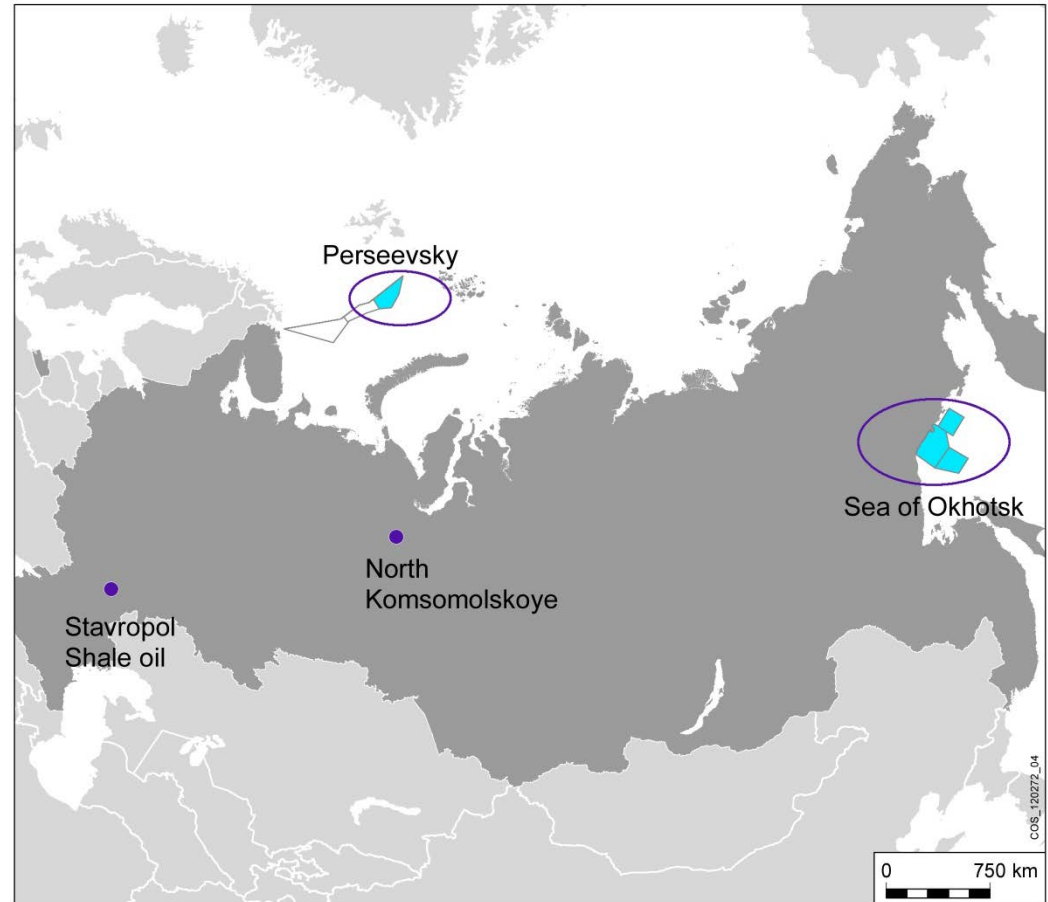 Perseevsky
Sea of Okhotsk
North
Komsomolskoye
Stavropol
Shale oil
COS_120272_04
0 750 km